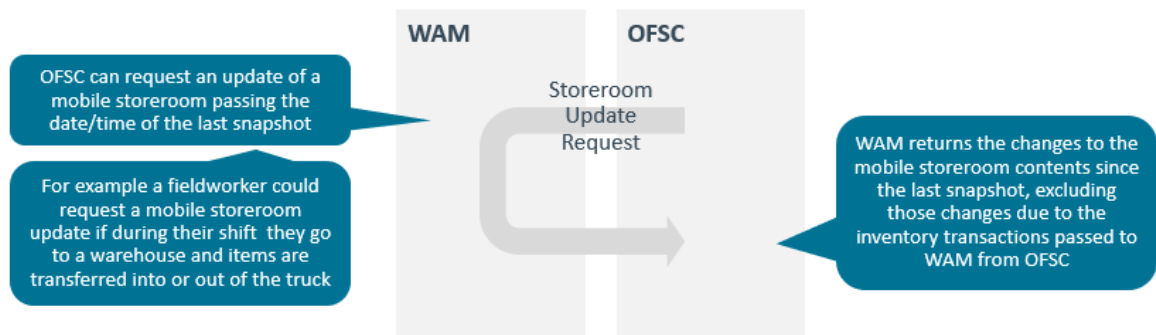 WAM
OFSC
OFSC can request an update of a
mobile storeroom passing the
date/time of the last snapshot
Storeroom
Update
Request
For example a fieldworker could
request a mobile storeroom
update if during their shift they go
to a warehouse and items are
transferred into or out of the truck
WAM returns the changes to the
mobile storeroom contents since
the last snapshot, excluding
those changes due to the
inventory transactions passed to
WAM from OFSC